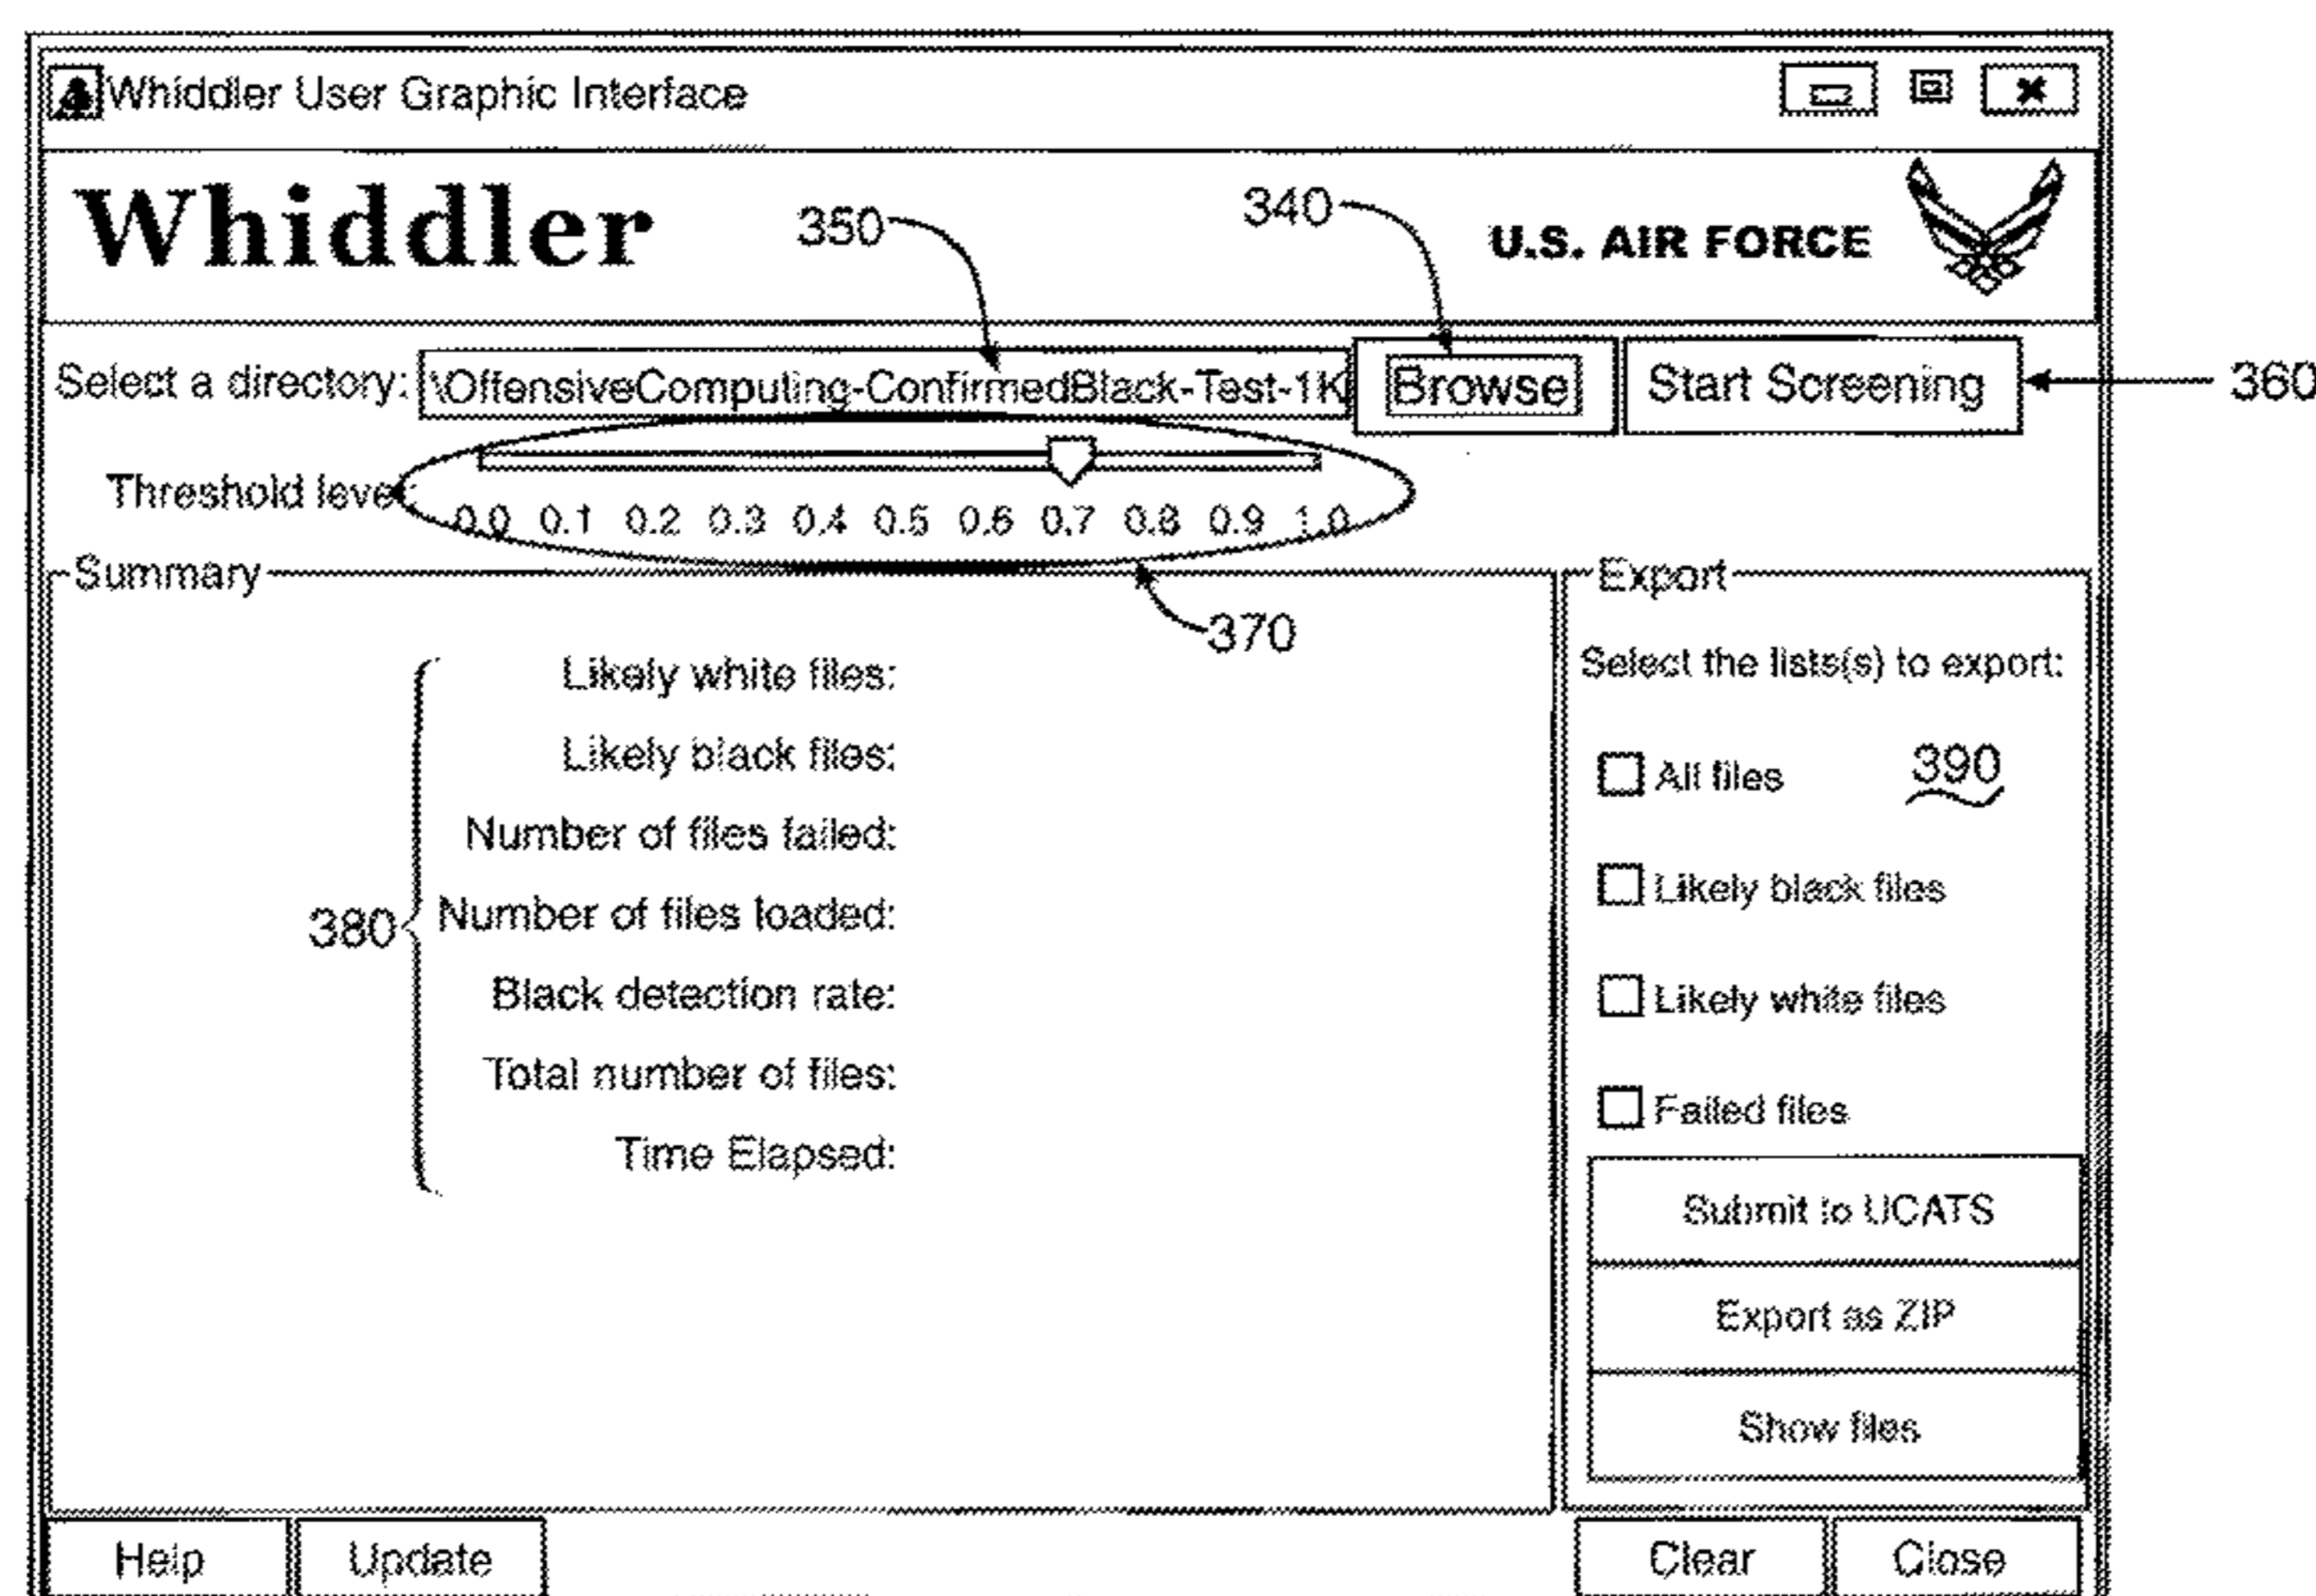 Whiddler User Graphic Interface
Whiddler
350
340
U.S. AIR FORCE
Select a directory: \OffensiveComputing-ConfirmedBlack-Test-1K Browse Start Screening 360
Threshold level:
0.0 0.1 0.2 0.3 0.4 0.5 0.6 0.7 0.8 0.9 1.0
Summary
370
380
Likely white files:
Likely black files:
Number of files failed:
Number of files loaded:
Black detection rate:
Total number of files:
Time Elapsed:
Export
Select the lists(s) to export:
All files 390
Likely black files
Likely white files
Failed files
Submit to UCATS
Export as ZIP
Show files
Help Update Clear Close